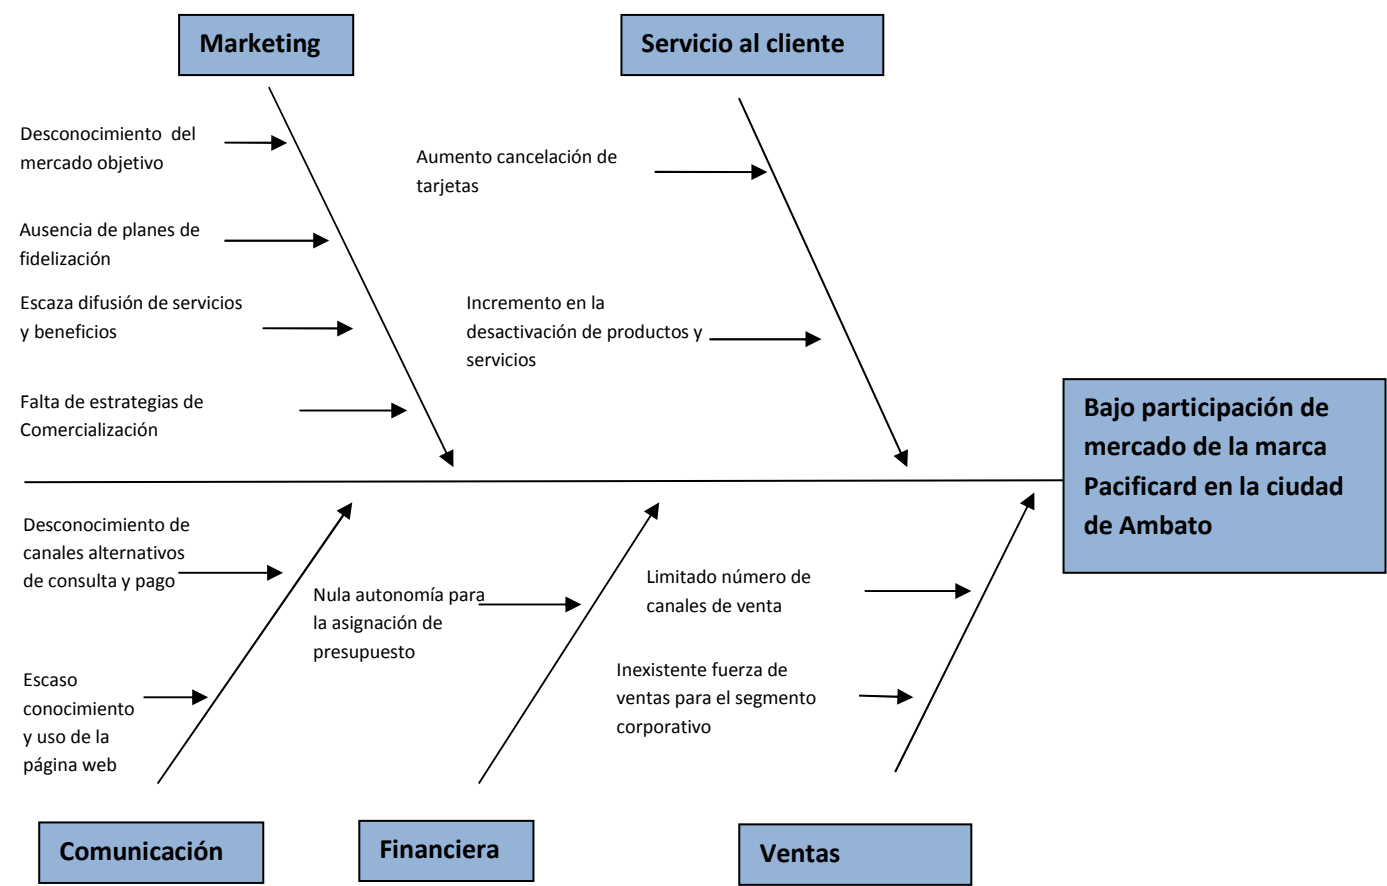 Marketing
Servicio al cliente
Desconocimiento del
mercado objetivo
Ausencia de planes de
fidelización
Escaza difusión de servicios
y beneficios
Falta de estrategias de
Comercialización
Aumento cancelación de
tarjetas
Incremento en la
desactivación de productos y
servicios
Bajo participación de
mercado de la marca
Pacificard en la ciudad
de Ambato
Desconocimiento de
canales alternativos
de consulta y pago
Escaso
conocimiento
y uso de la
página web
Nula autonomía para
la asignación de
presupuesto
Limitado número de
canales de venta
Inexistente fuerza de
ventas para el segmento
corporativo
Comunicación
Financiera
Ventas